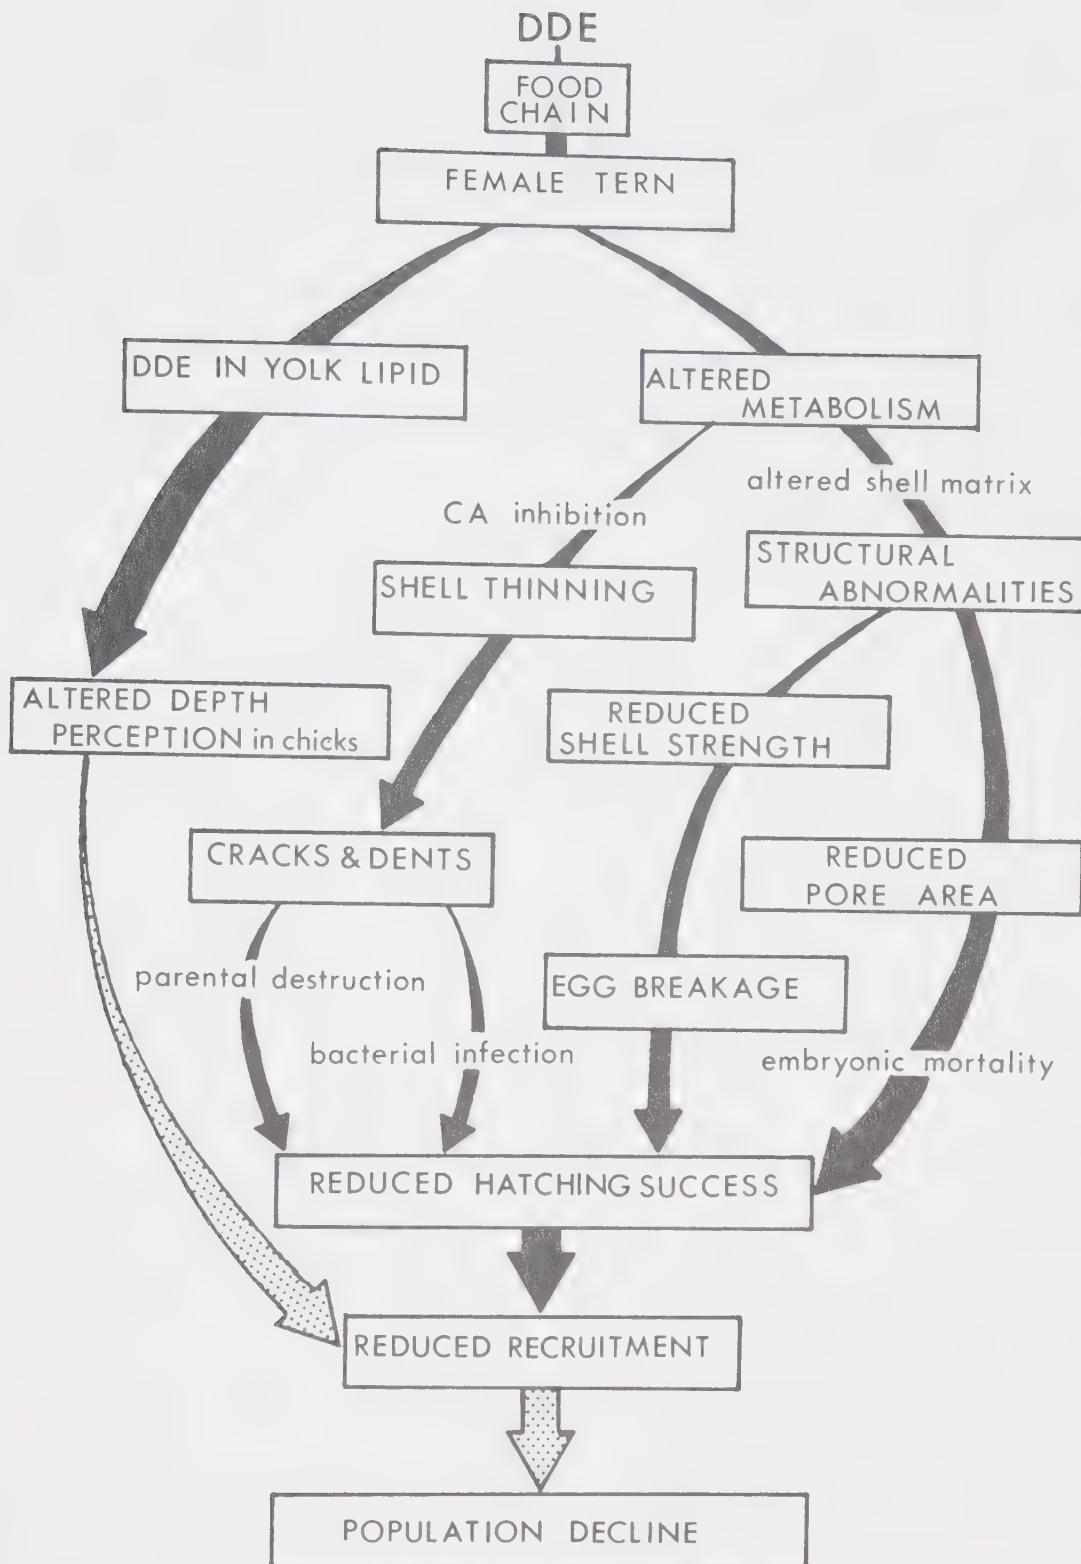 DDE
FOOD
CHAIN
FEMALE TERN
DDE IN YOLK LIPID
ALTERED
METABOLISM
altered shell matrix
CA inhibition
STRUCTURAL
ABNORMALITIES
SHELL THINNING
ALTERED DEPTH
PERCEPTION in chicks
REDUCED
SHELL STRENGTH
CRACKS & DENTS
REDUCED
PORE AREA
parental destruction
EGG BREAKAGE
bacterial infection
embryonic mortality
REDUCED HATCHING SUCCESS
REDUCED RECRUITMENT
POPULATION DECLINE